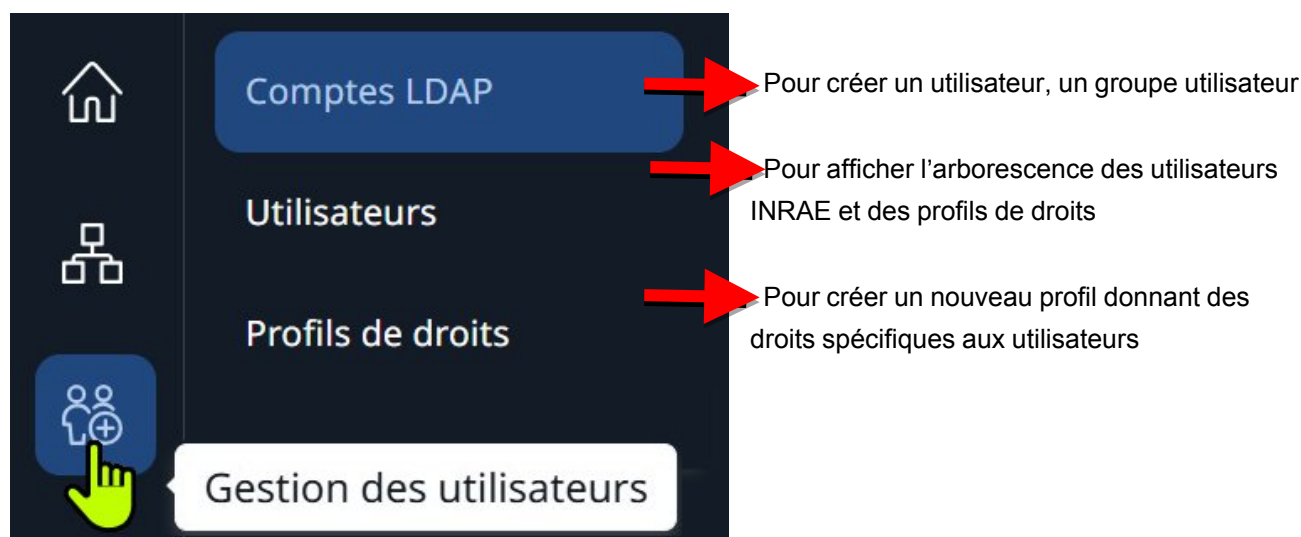 Comptes LDAP
Pour créer un utilisateur, un groupe utilisateur
Utilisateurs
Pour afficher l’arborescence des utilisateurs
INRAE et des profils de droits
Profils de droits
Pour créer un nouveau profil donnant des
droits spécifiques aux utilisateurs
Gestion des utilisateurs